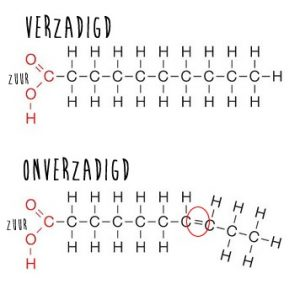 VERZADIGD
O H H H H H H H H H
ZUUR C–C–C–C–C–C–C–C–C–C–H
O H H H H H H H H H
H
ONVERZADIGD
O H H H H H H H H H
ZUUR C–C–C–C–C–C–C=C–C–C–H
O H H H H H H H
H